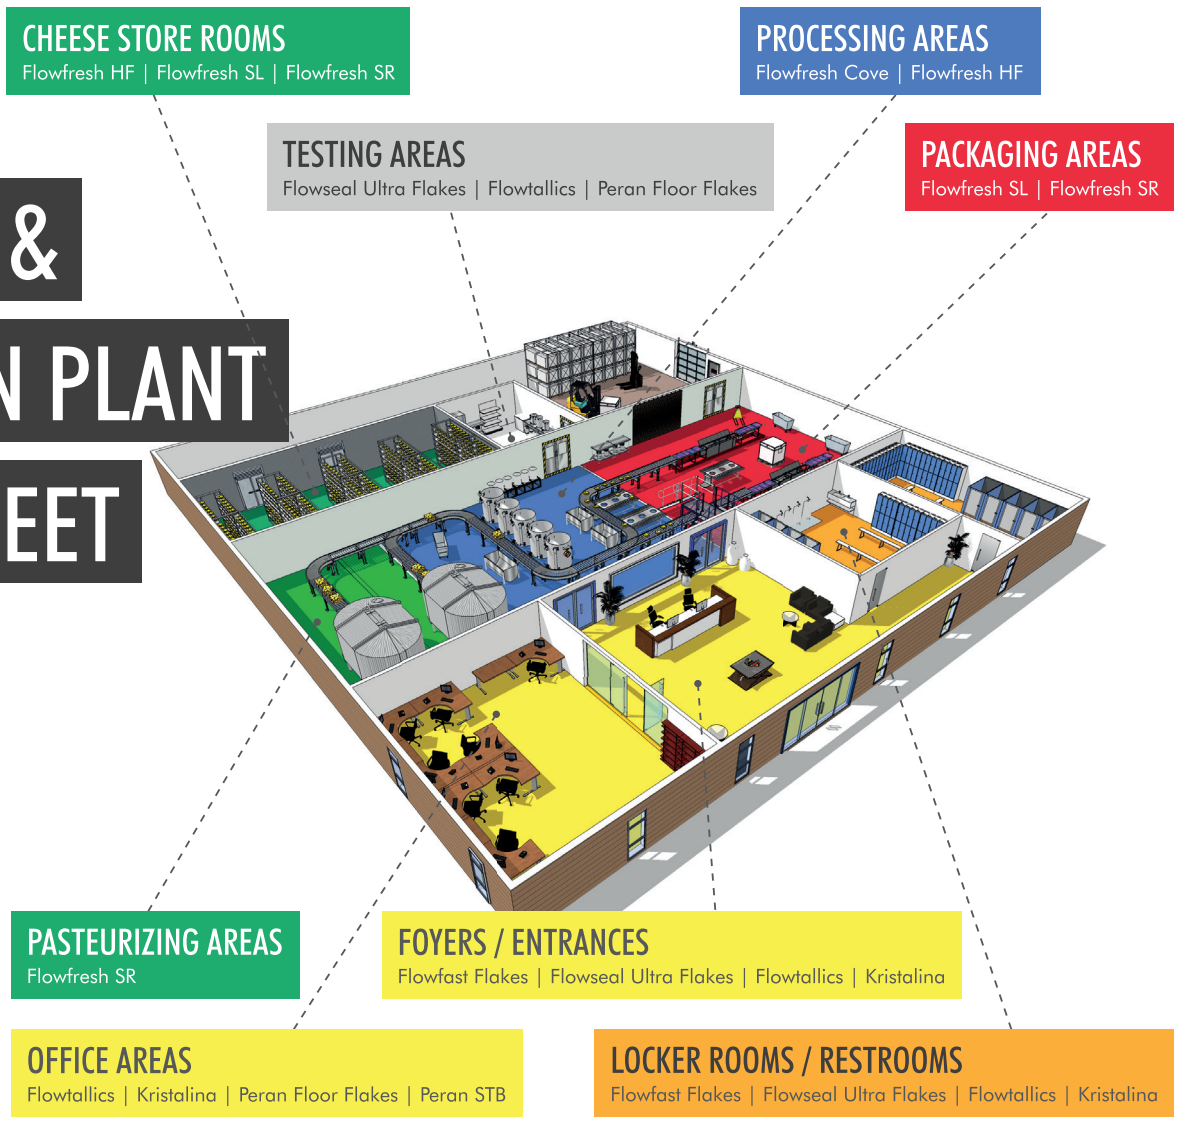 CHEESE STORE ROOMS
Flowfresh HF | Flowfresh SL | Flowfresh SR
PROCESSING AREAS
Flowfresh Cove | Flowfresh HF
TESTING AREAS
Flowseal Ultra Flakes | Flowtallics | Peran Floor Flakes
PACKAGING AREAS
Flowfresh SL | Flowfresh SR
&
N PLANT
EET
PASTEURIZING AREAS
Flowfresh SR
FOYERS / ENTRANCES
Flowfast Flakes | Flowseal Ultra Flakes | Flowtallics | Kristalina
OFFICE AREAS
Flowtallics | Kristalina | Peran Floor Flakes | Peran STB
LOCKER ROOMS / RESTROOMS
Flowfast Flakes | Flowseal Ultra Flakes | Flowtallics | Kristalina